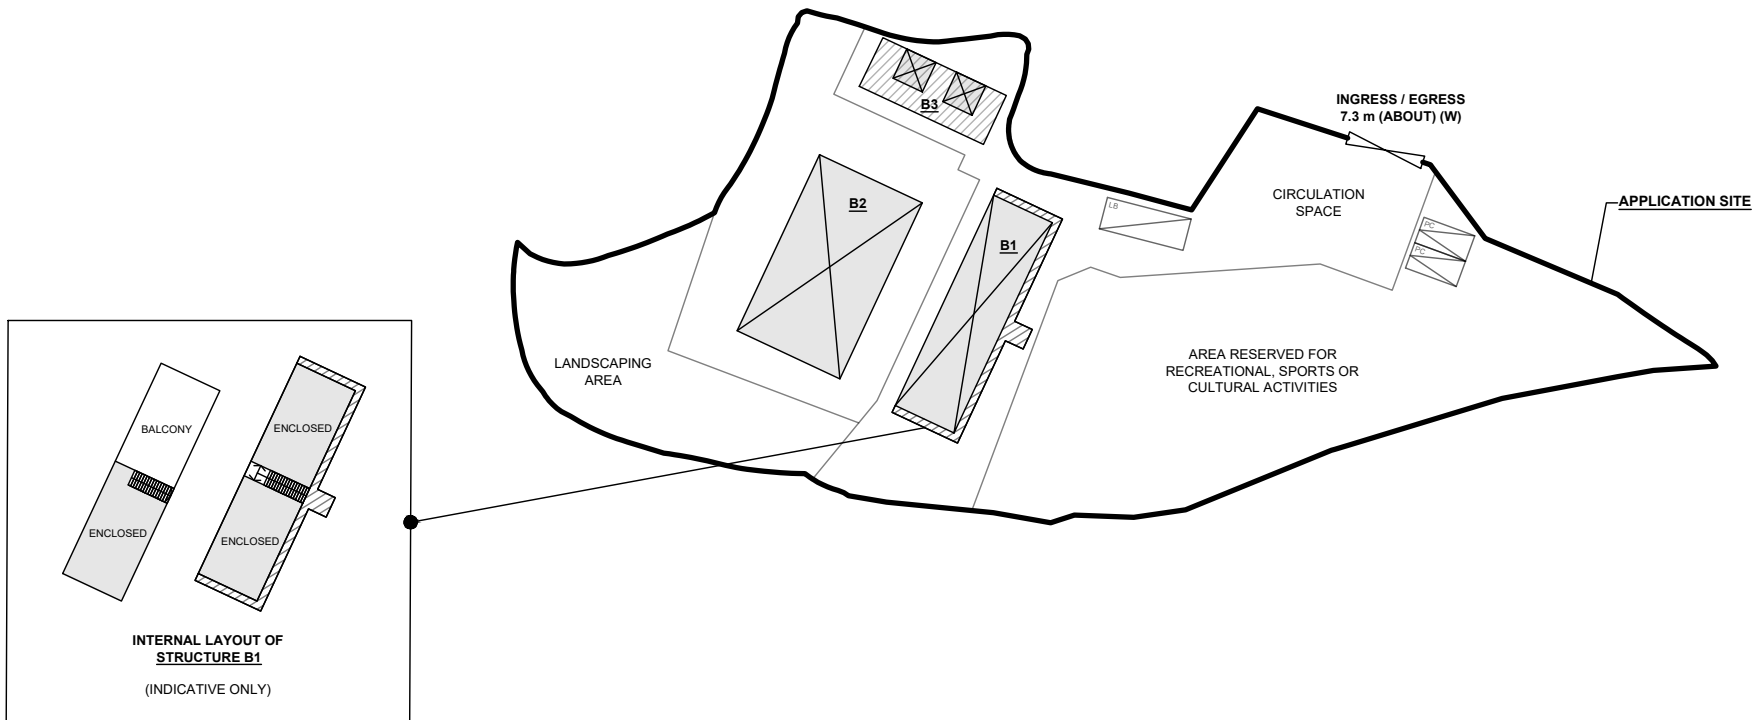 B3
INGRESS / EGRESS
7.3 m (ABOUT) (W)
B2
LB
CIRCULATION
SPACE
APPLICATION SITE
PC
PC
B1
LANDSCAPING
AREA
AREA RESERVED FOR
RECREATIONAL, SPORTS OR
CULTURAL ACTIVITIES
BALCONY
ENCLOSED
ENCLOSED
ENCLOSED
INTERNAL LAYOUT OF
STRUCTURE B1
(INDICATIVE ONLY)